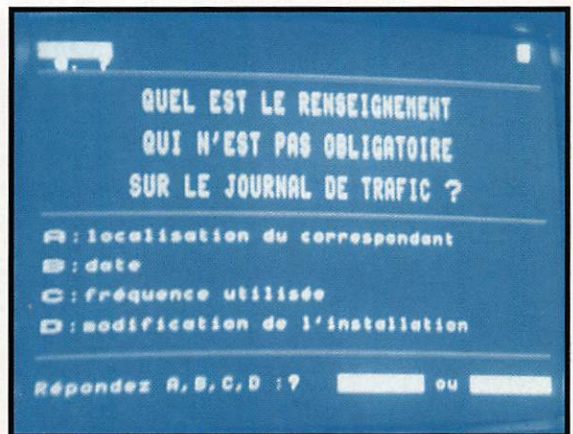 QUEL EST LE RENSEIGNEMENT
QUI N'EST PAS OBLIGATOIRE
SUR LE JOURNAL DE TRAFIC ?
A: localisation du correspondant
B: date
C: fréquence utilisée
D: modification de l'installation
Répondez A,B,C,D :? ou